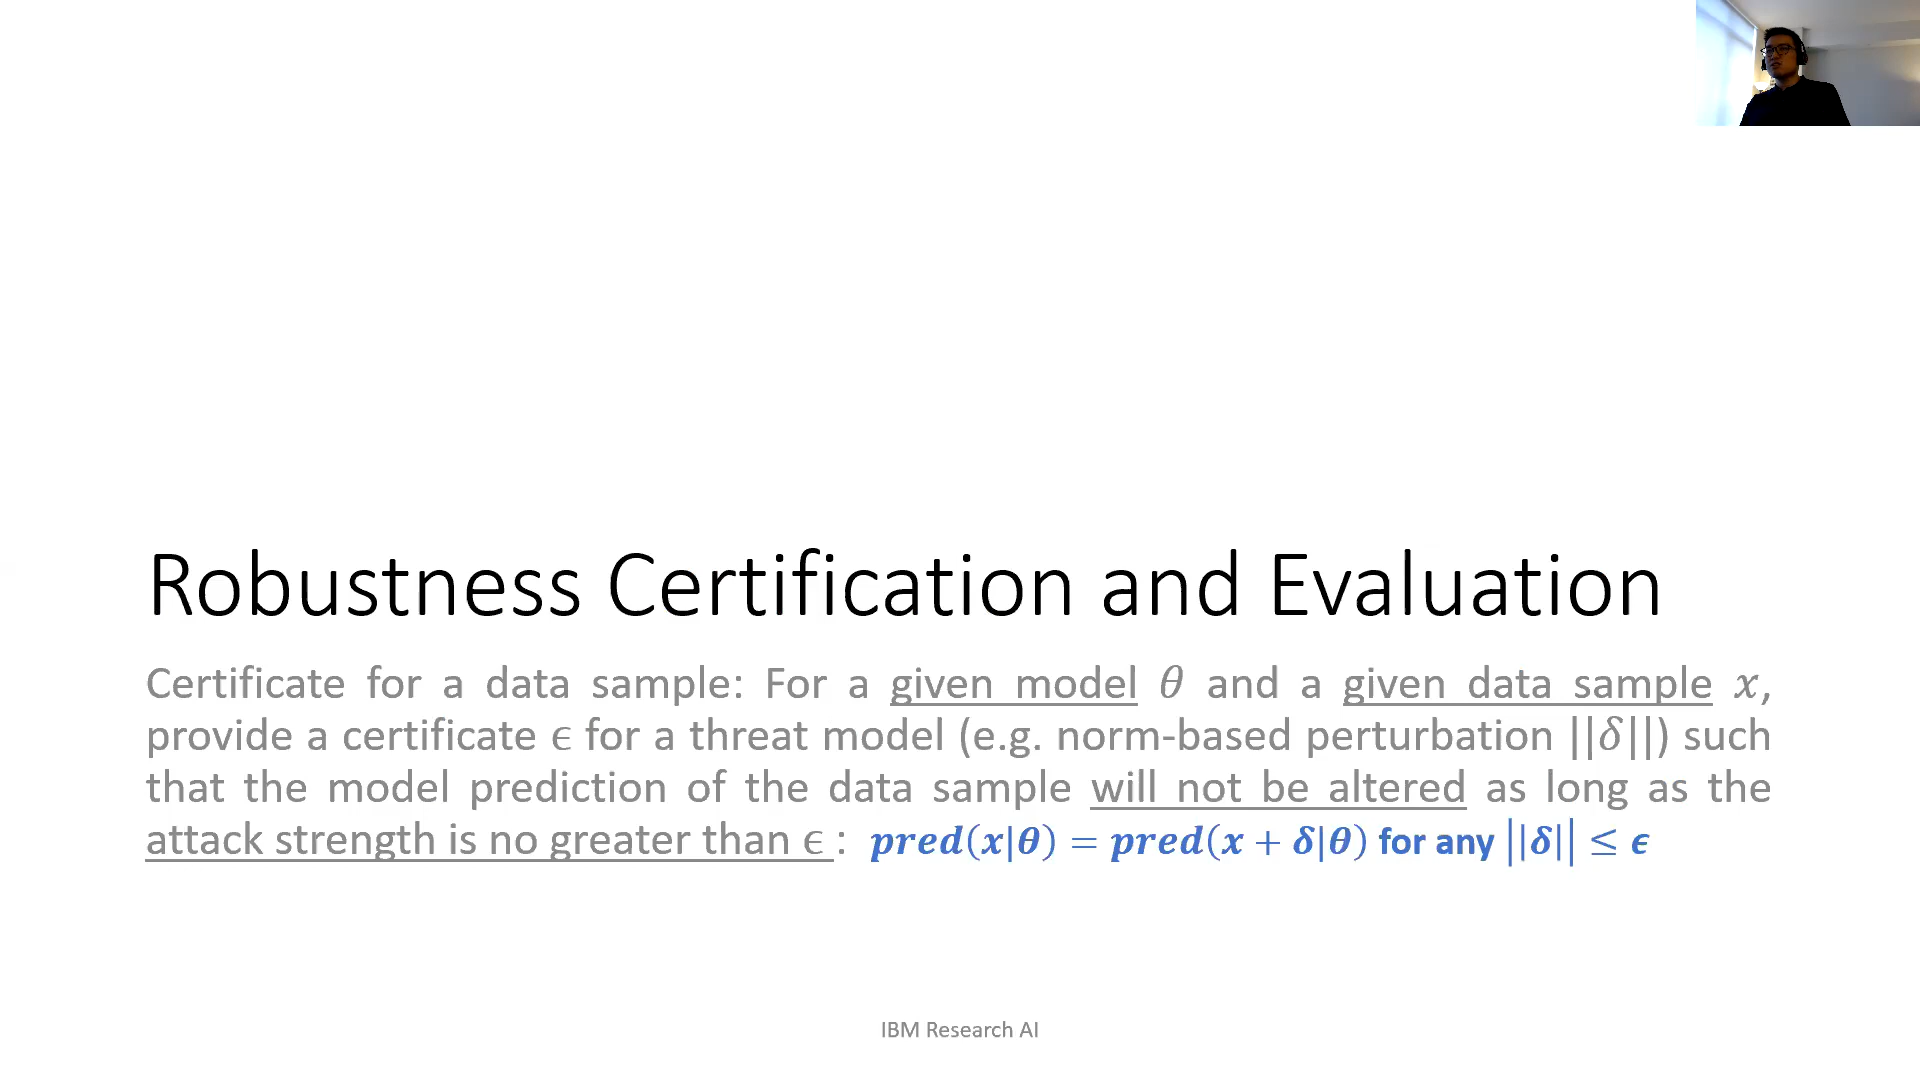 Robustness Certification and Evaluation
Certificate for a data sample: For a given model θ and a given data sample x,
provide a certificate ϵ for a threat model (e.g. norm-based perturbation ||δ||) such
that the model prediction of the data sample will not be altered as long as the
attack strength is no greater than ϵ : pred(x|θ) = pred(x + δ|θ) for any ||δ|| ≤ ϵ
IBM Research AI